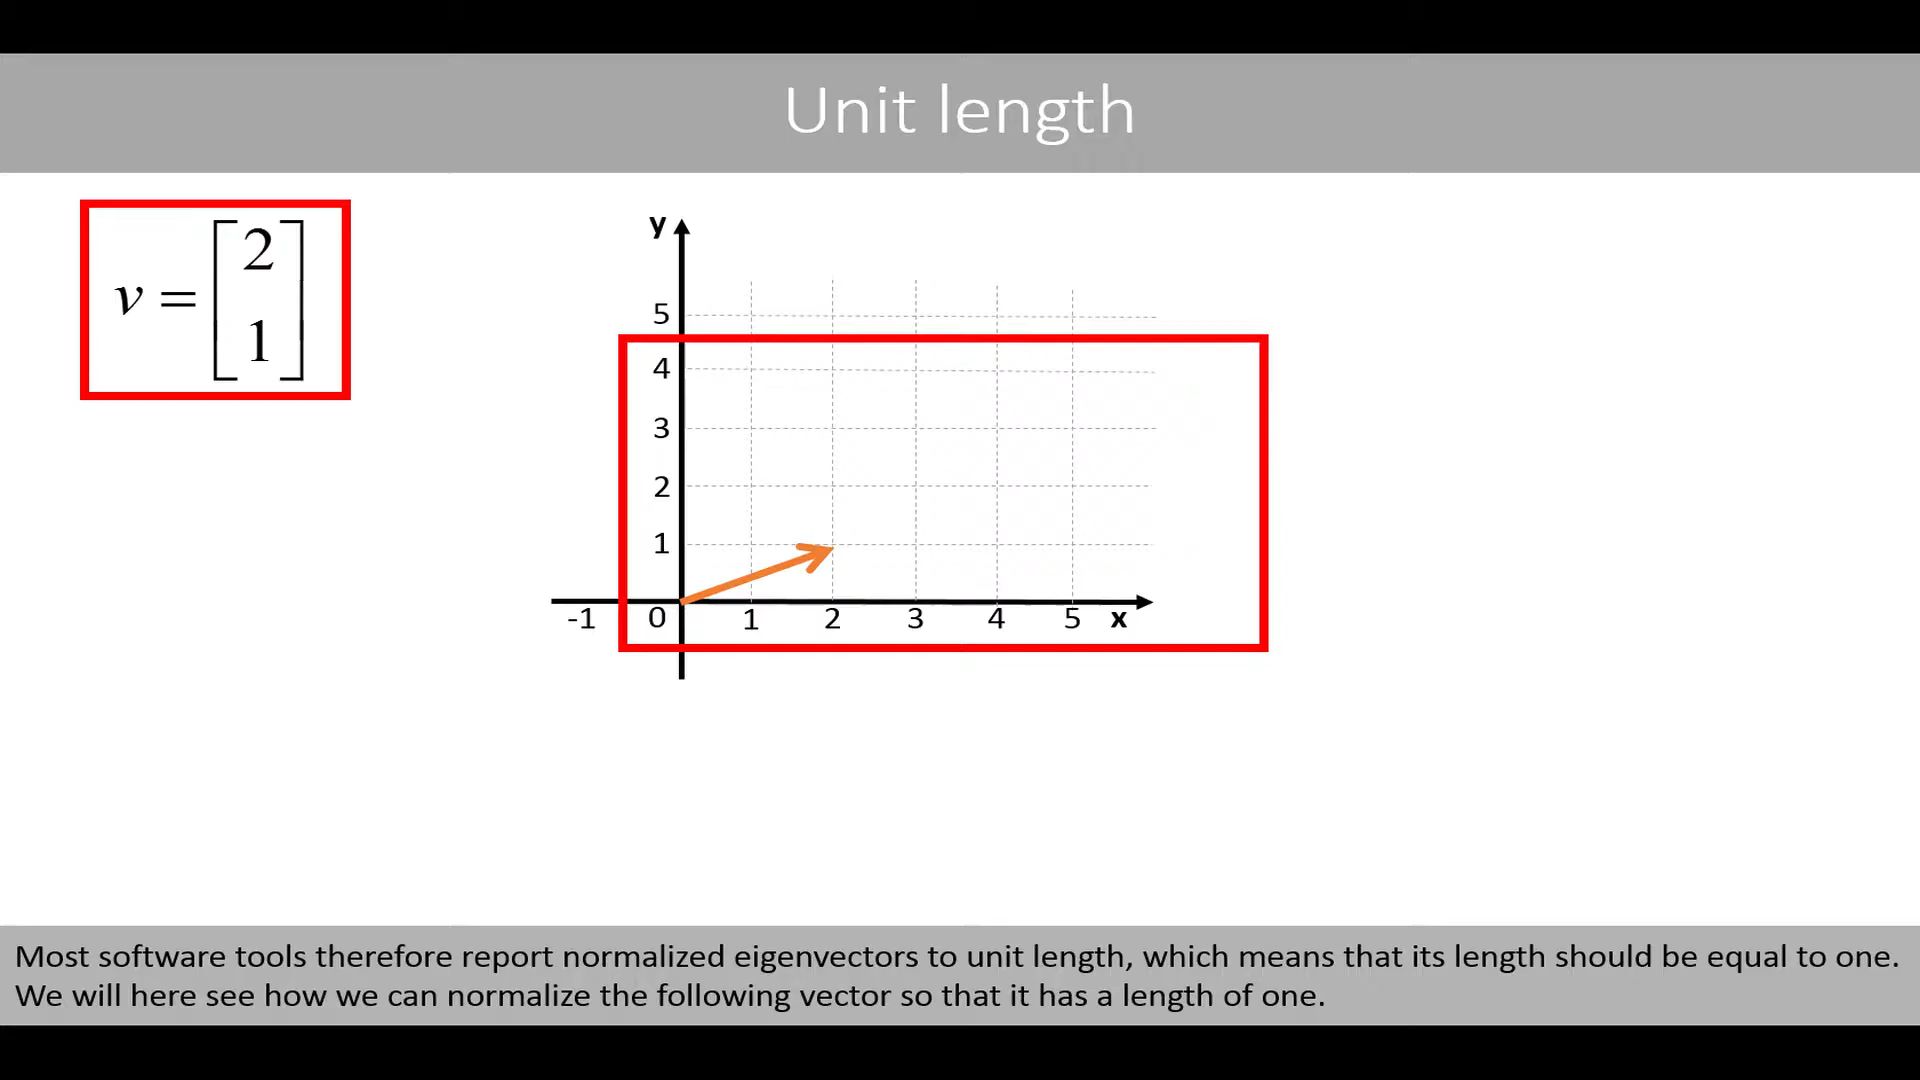 Unit length
v = [2
1]
y
5
4
3
2
1
-1 0 1 2 3 4 5 x
Most software tools therefore report normalized eigenvectors to unit length, which means that its length should be equal to one.
We will here see how we can normalize the following vector so that it has a length of one.